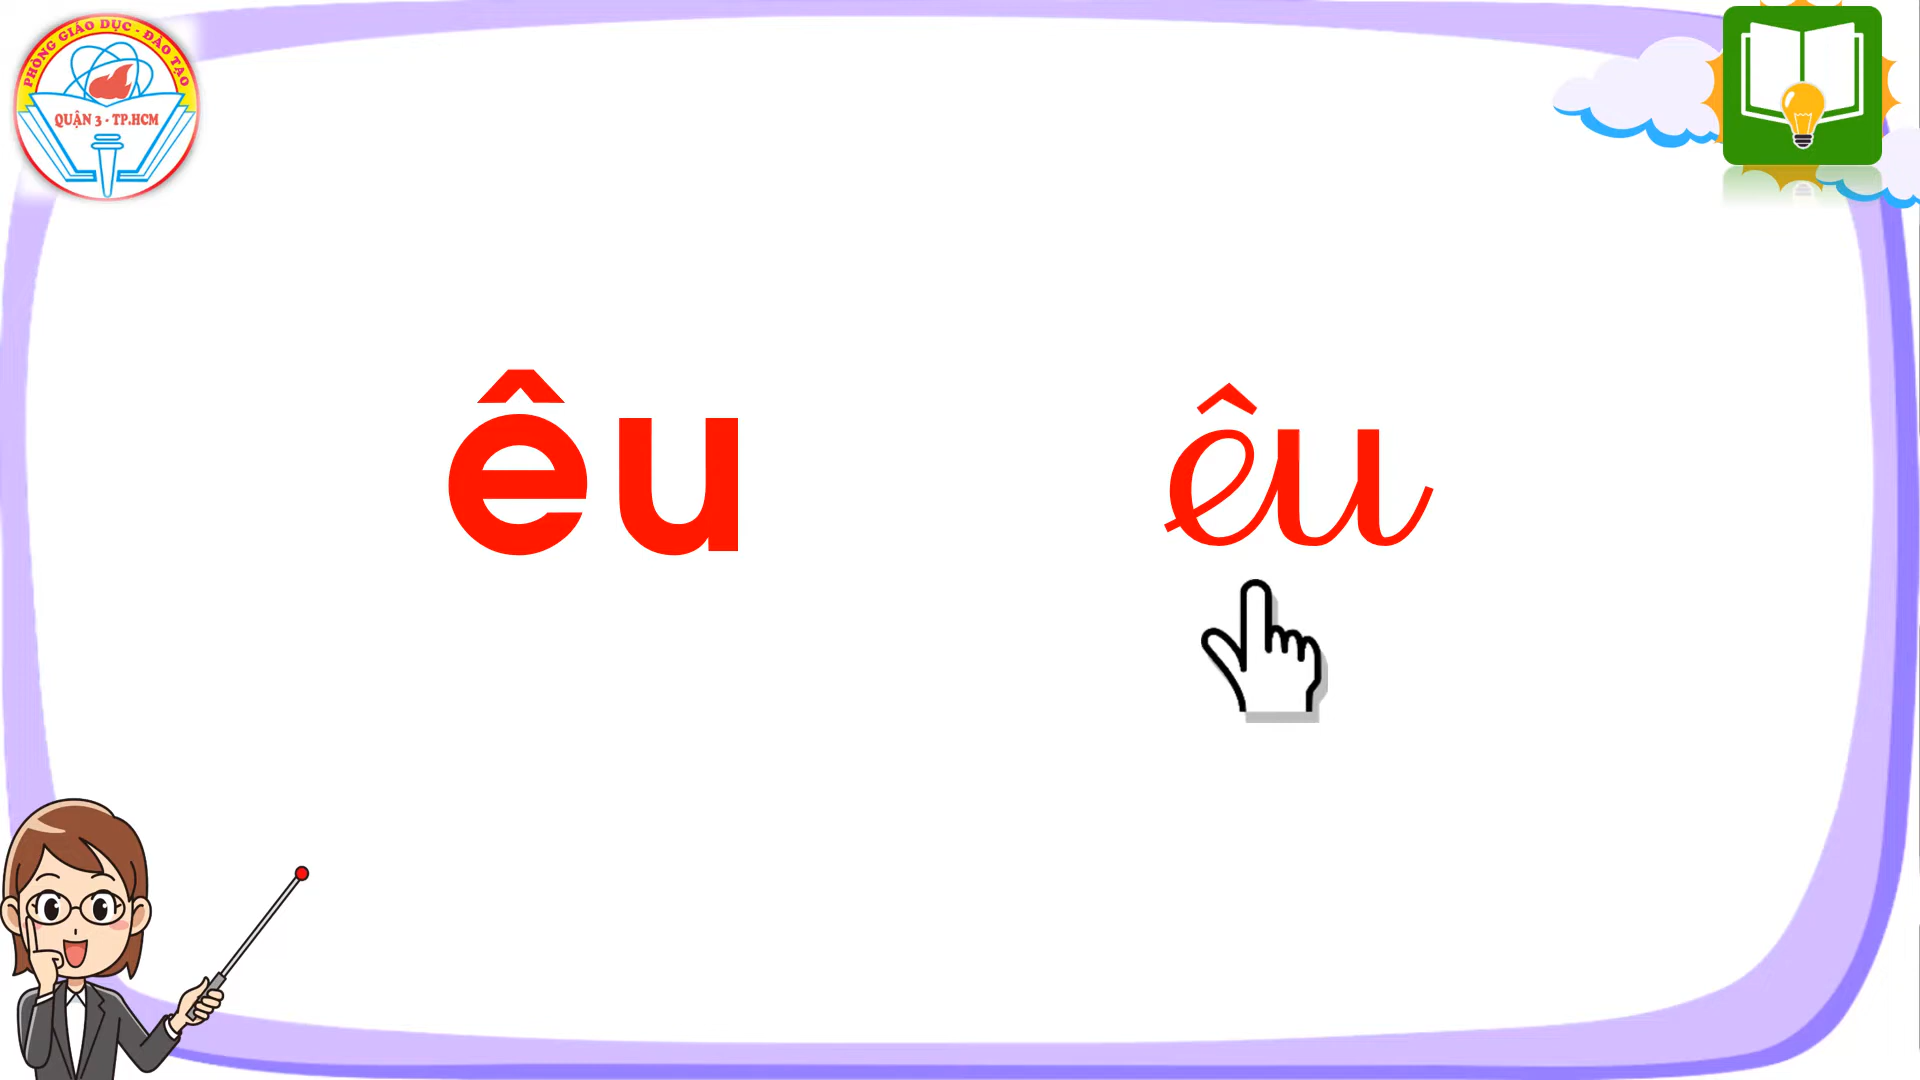 PHÒNG GIÁO DỤC - ĐÀO TẠO
QUẬN 3 - TP.HCM
êu êu